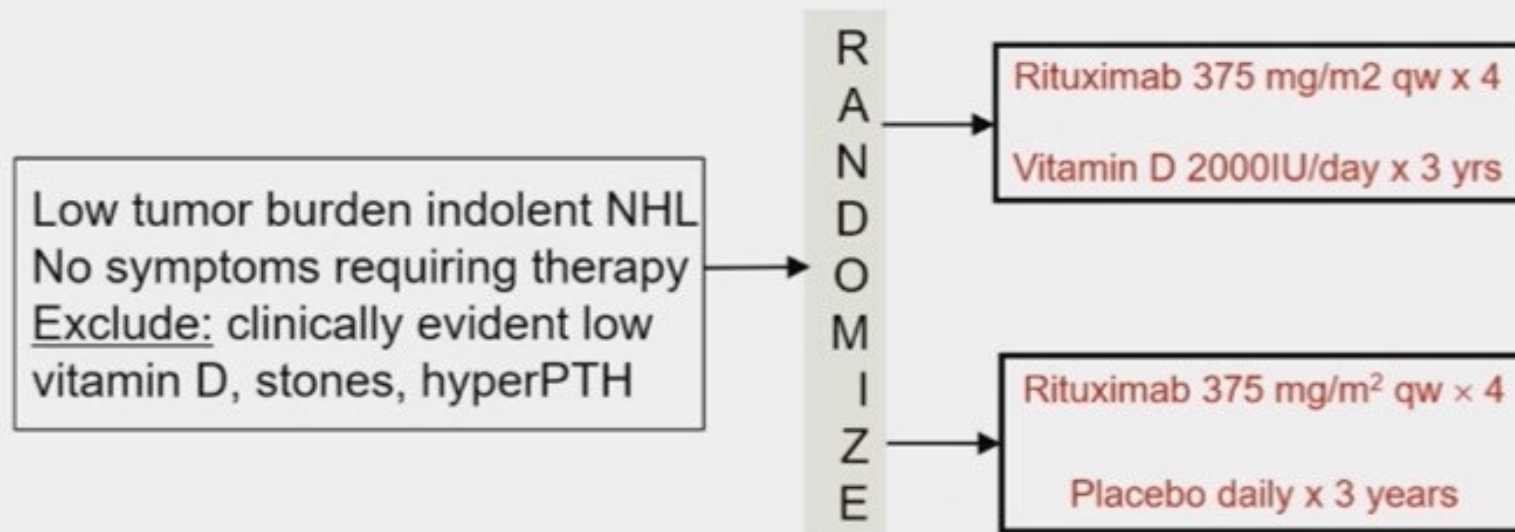 Low tumor burden indolent NHL
No symptoms requiring therapy
Exclude: clinically evident low
vitamin D, stones, hyperPTH
R
A
N
D
O
M
I
Z
E
Rituximab 375 mg/m2 qw x 4
Vitamin D 2000IU/day x 3 yrs
Rituximab 375 mg/m² qw × 4
Placebo daily x 3 years